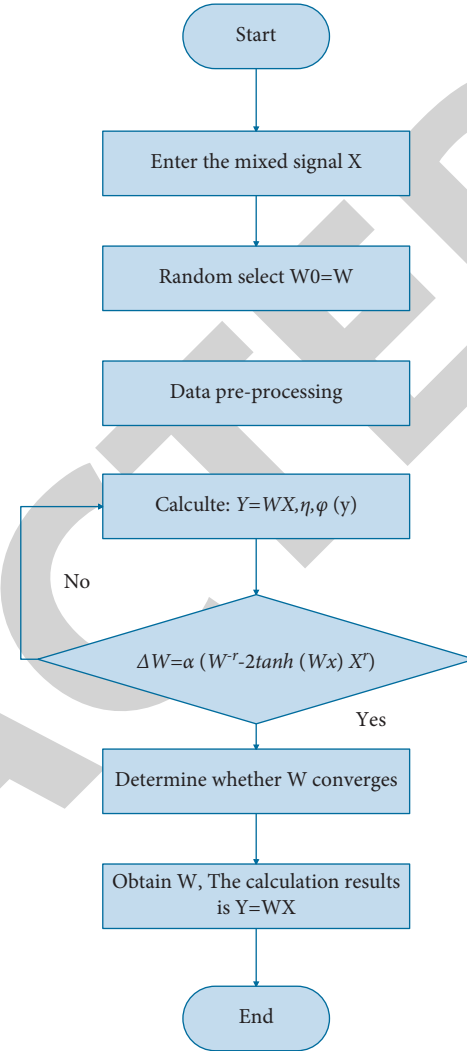 Start
Enter the mixed signal X
Random select W0=W
Data pre-processing
Calculte: Y=WX,η,φ (y)
No
ΔW=α (W⁻ʳ-2tanh (Wx) Xʳ)
Yes
Determine whether W converges
Obtain W, The calculation results
is Y=WX
End